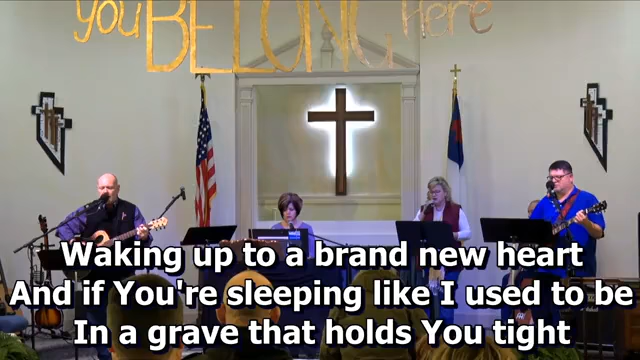 you BELONG Here
Waking up to a brand new heart
And if You're sleeping like I used to be
In a grave that holds You tight